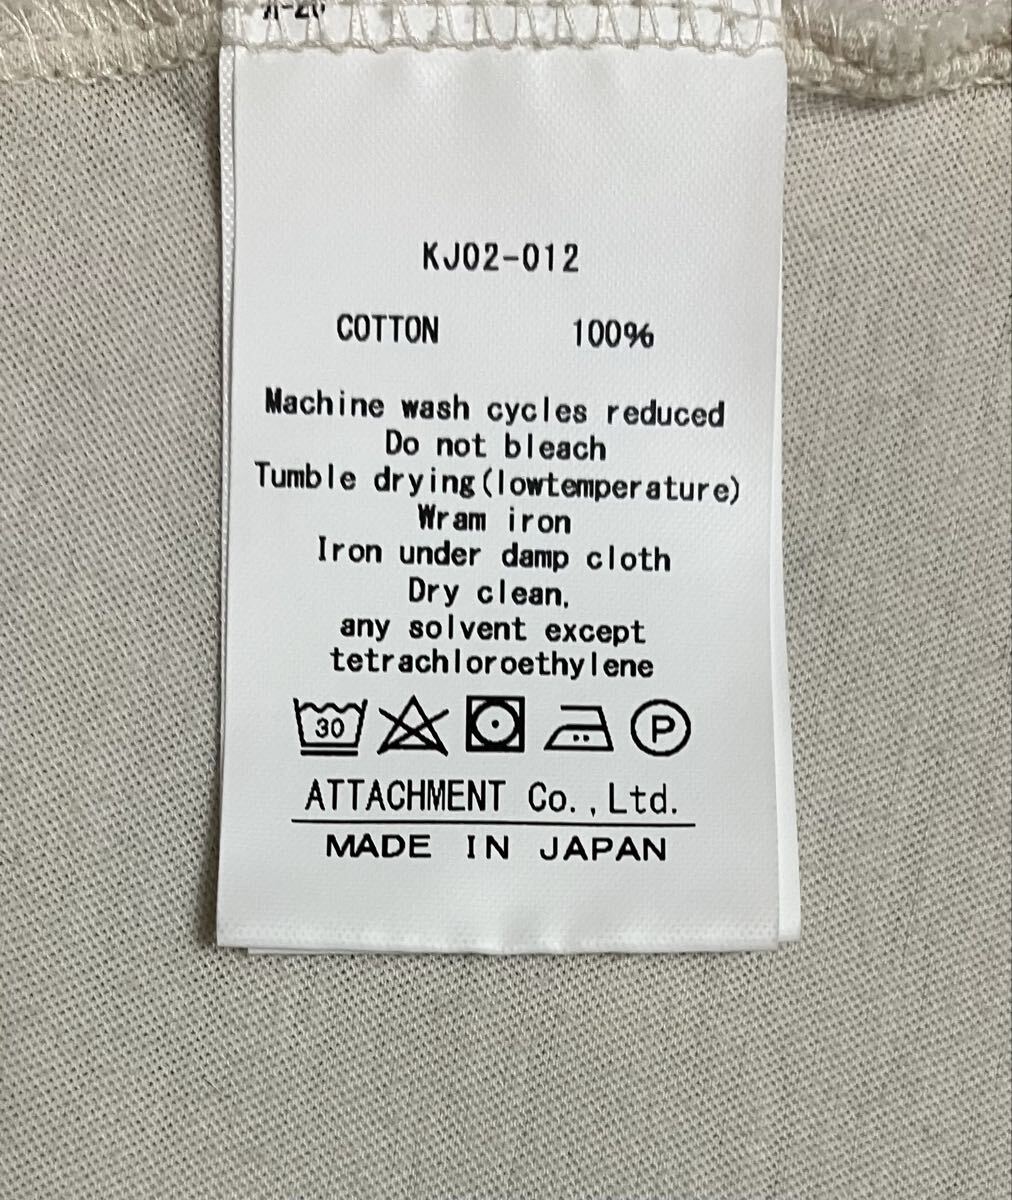 KJ02-012
COTTON 100%
Machine wash cycles reduced
Do not bleach
Tumble drying(lowtemperature)
Wram iron
Iron under damp cloth
Dry clean,
any solvent except
tetrachloroethylene
30 P
ATTACHMENT Co.,Ltd.
MADE IN JAPAN